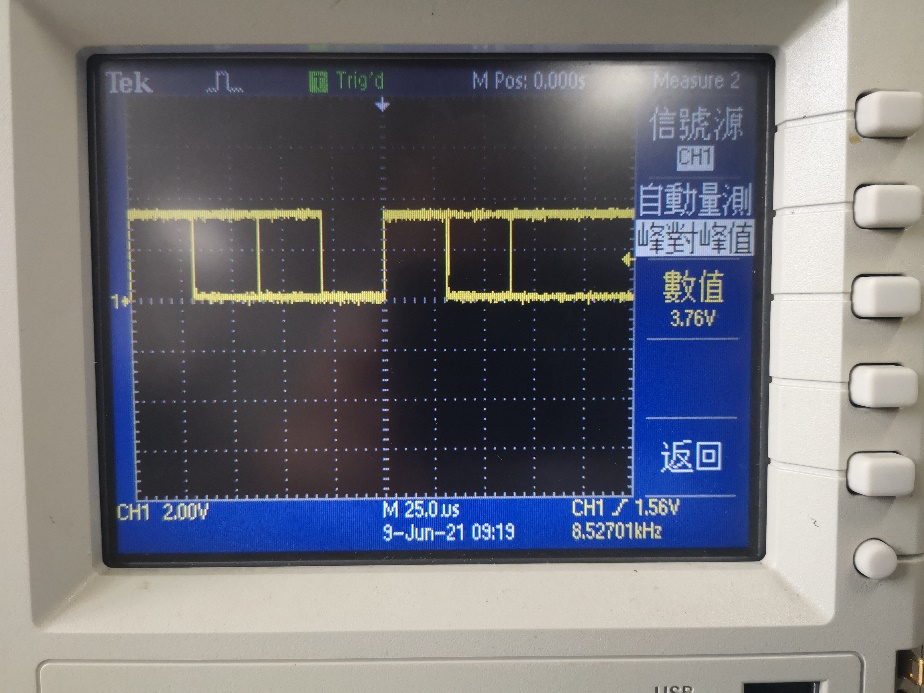 Tek Trig'd M Pos: 0.000s Measure 2
信號源
CH1
自動量測
峰對峰值
數值
3.76V
1
返回
CH1 2.00V M 25.0us CH1 1.56V
9-Jun-21 09:19 8.52701kHz
USB